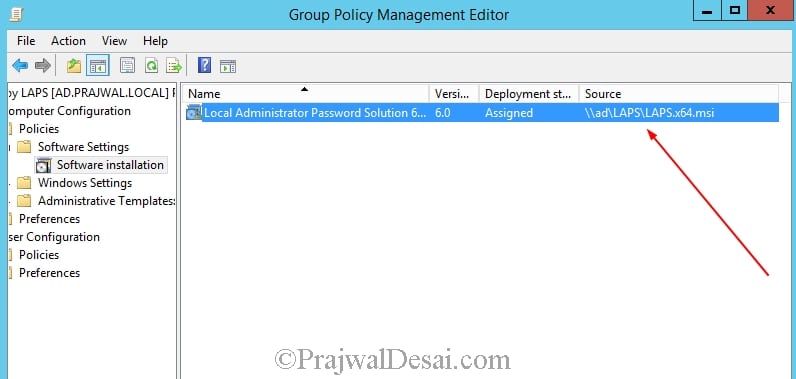 Group Policy Management Editor
File Action View Help
by LAPS [AD.PRAJWAL.LOCAL]
omputer Configuration
Policies
Software Settings
Software installation
Windows Settings
Administrative Templates:
Preferences
ser Configuration
Policies
Preferences
Name Versi... Deployment st... Source
Local Administrator Password Solution 6... 6.0 Assigned \\ad\LAPS\LAPS.x64.msi
©PrajwalDesai.com